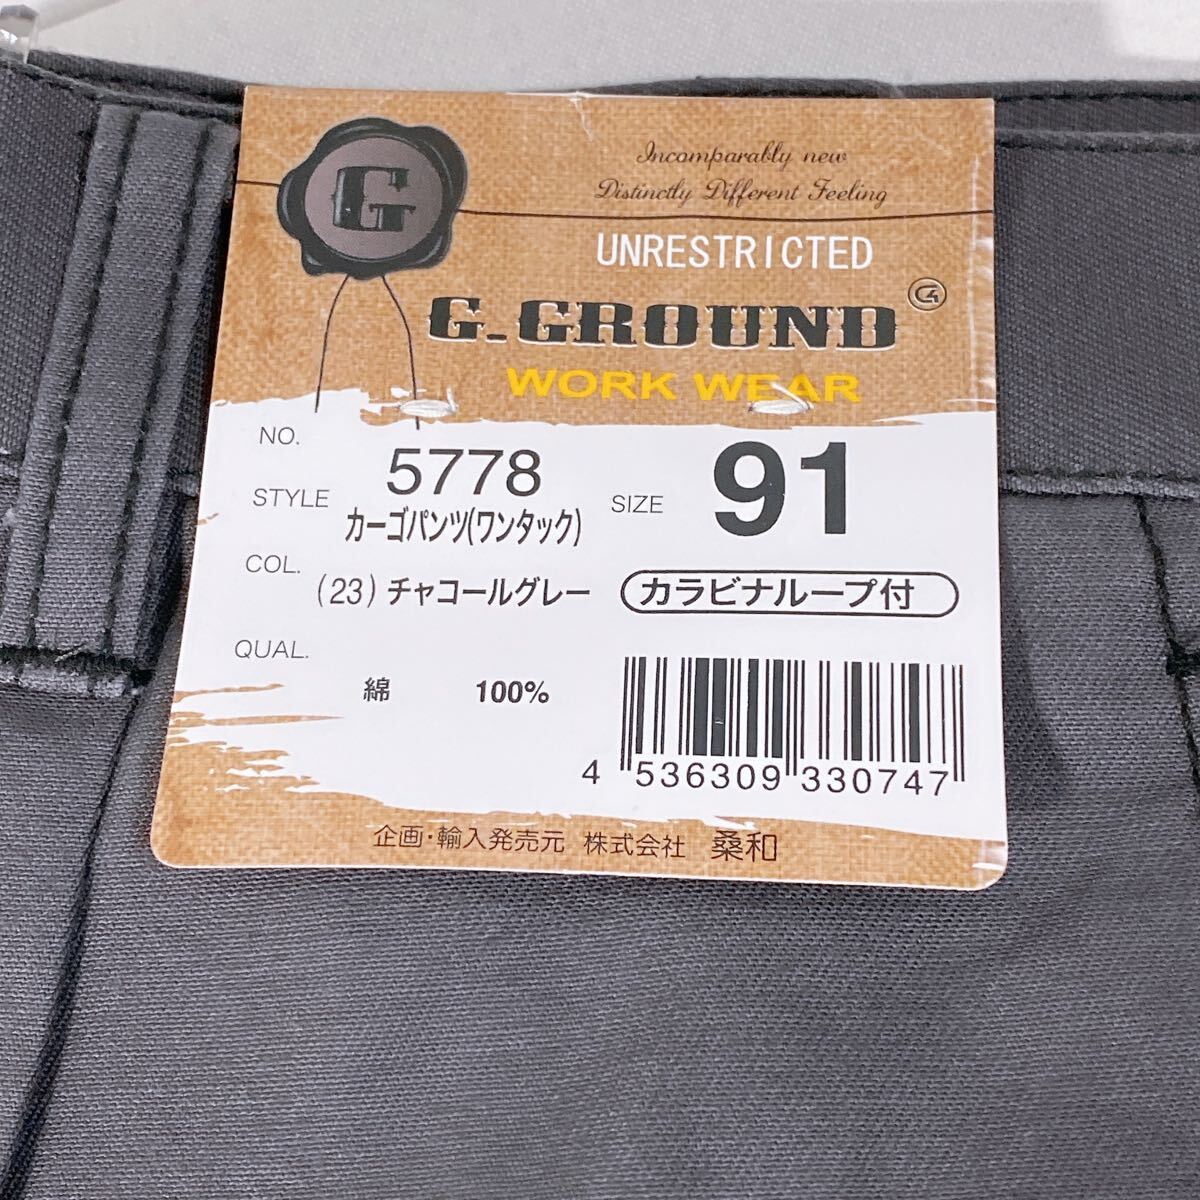 G
Incomparably new
Distinctly Different Feeling
UNRESTRICTED
G-GROUND G
WORK WEAR
NO. 5778
STYLE カーゴパンツ(ワンタック)
SIZE 91
COL. (23)チャコールグレー
カラビナループ付
QUAL.
綿 100%
4 536309 330747
企画・輸入発売元 株式会社 桑和